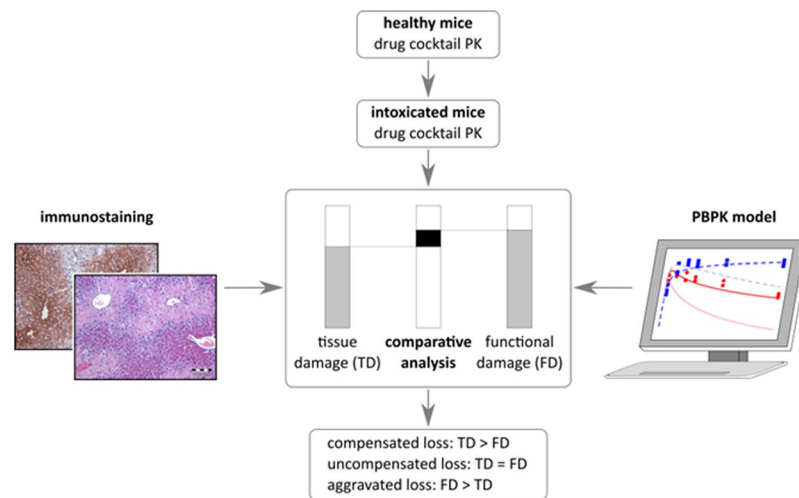 healthy mice
drug cocktail PK
intoxicated mice
drug cocktail PK
immunostaining
PBPK model
tissue
damage (TD)
comparative
analysis
functional
damage (FD)
compensated loss: TD > FD
uncompensated loss: TD = FD
aggravated loss: FD > TD